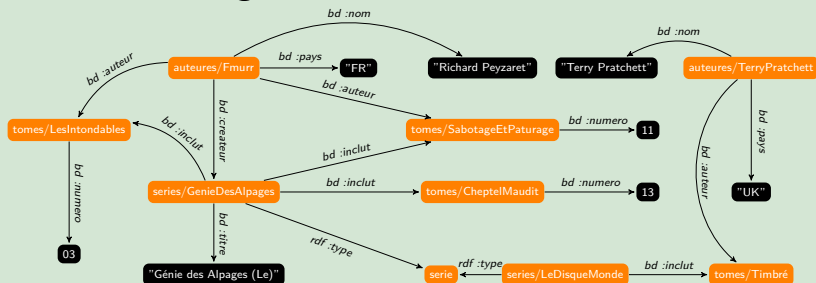 bd :nom
bd :nom
bd :pays
bd :auteur
auteures/Fmurr
"FR"
"Richard Peyzaret"
"Terry Pratchett"
auteures/TerryPratchett
bd :auteur
bd :createur
bd :inclut
tomes/LesIntondables
tomes/SabotageEtPaturage
bd :numero
11
bd :pays
bd :auteur
bd :numero
bd :inclut
series/GenieDesAlpages
bd :inclut
tomes/CheptelMaudit
bd :numero
13
"UK"
bd :titre
03
rdf :type
"Génie des Alpages (Le)"
serie
rdf :type
series/LeDisqueMonde
bd :inclut
tomes/Timbré